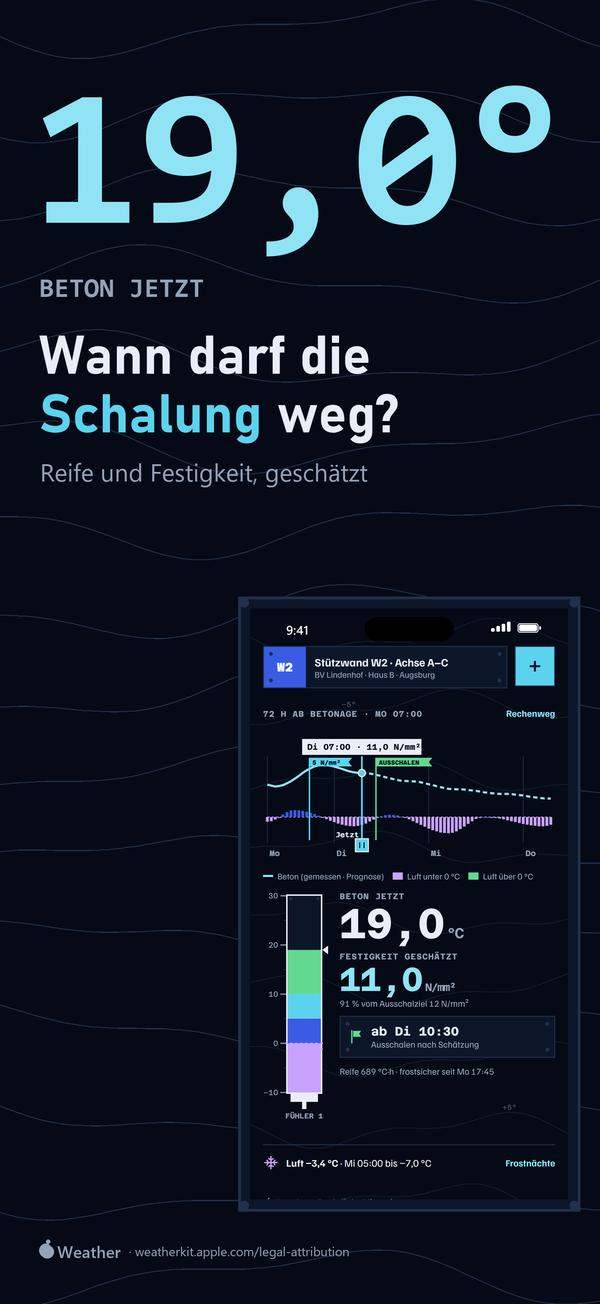 19,0°
BETON JETZT
Wann darf die
Schalung weg?
Reife und Festigkeit, geschätzt
9:41
W2
Stützwand W2 · Achse A–C
BV Lindenhof · Haus B · Augsburg
+
−5°
72 H AB BETONAGE · MO 07:00
Rechenweg
Di 07:00 · 11,0 N/mm²
5 N/mm²
AUSSCHALEN
Jetzt
Mo
Di
Mi
Do
Beton (gemessen · Prognose)
Luft unter 0 °C
Luft über 0 °C
30
20
10
0
−10
FÜHLER 1
BETON JETZT
19,0 °C
FESTIGKEIT GESCHÄTZT
11,0 N/mm²
91 % vom Ausschalziel 12 N/mm²
ab Di 10:30
Ausschalen nach Schätzung
Reife 689 °C·h · frostsicher seit Mo 17:45
+5°
Luft −3,4 °C · Mi 05:00 bis −7,0 °C
Frostnächte
Weather · weatherkit.apple.com/legal-attribution